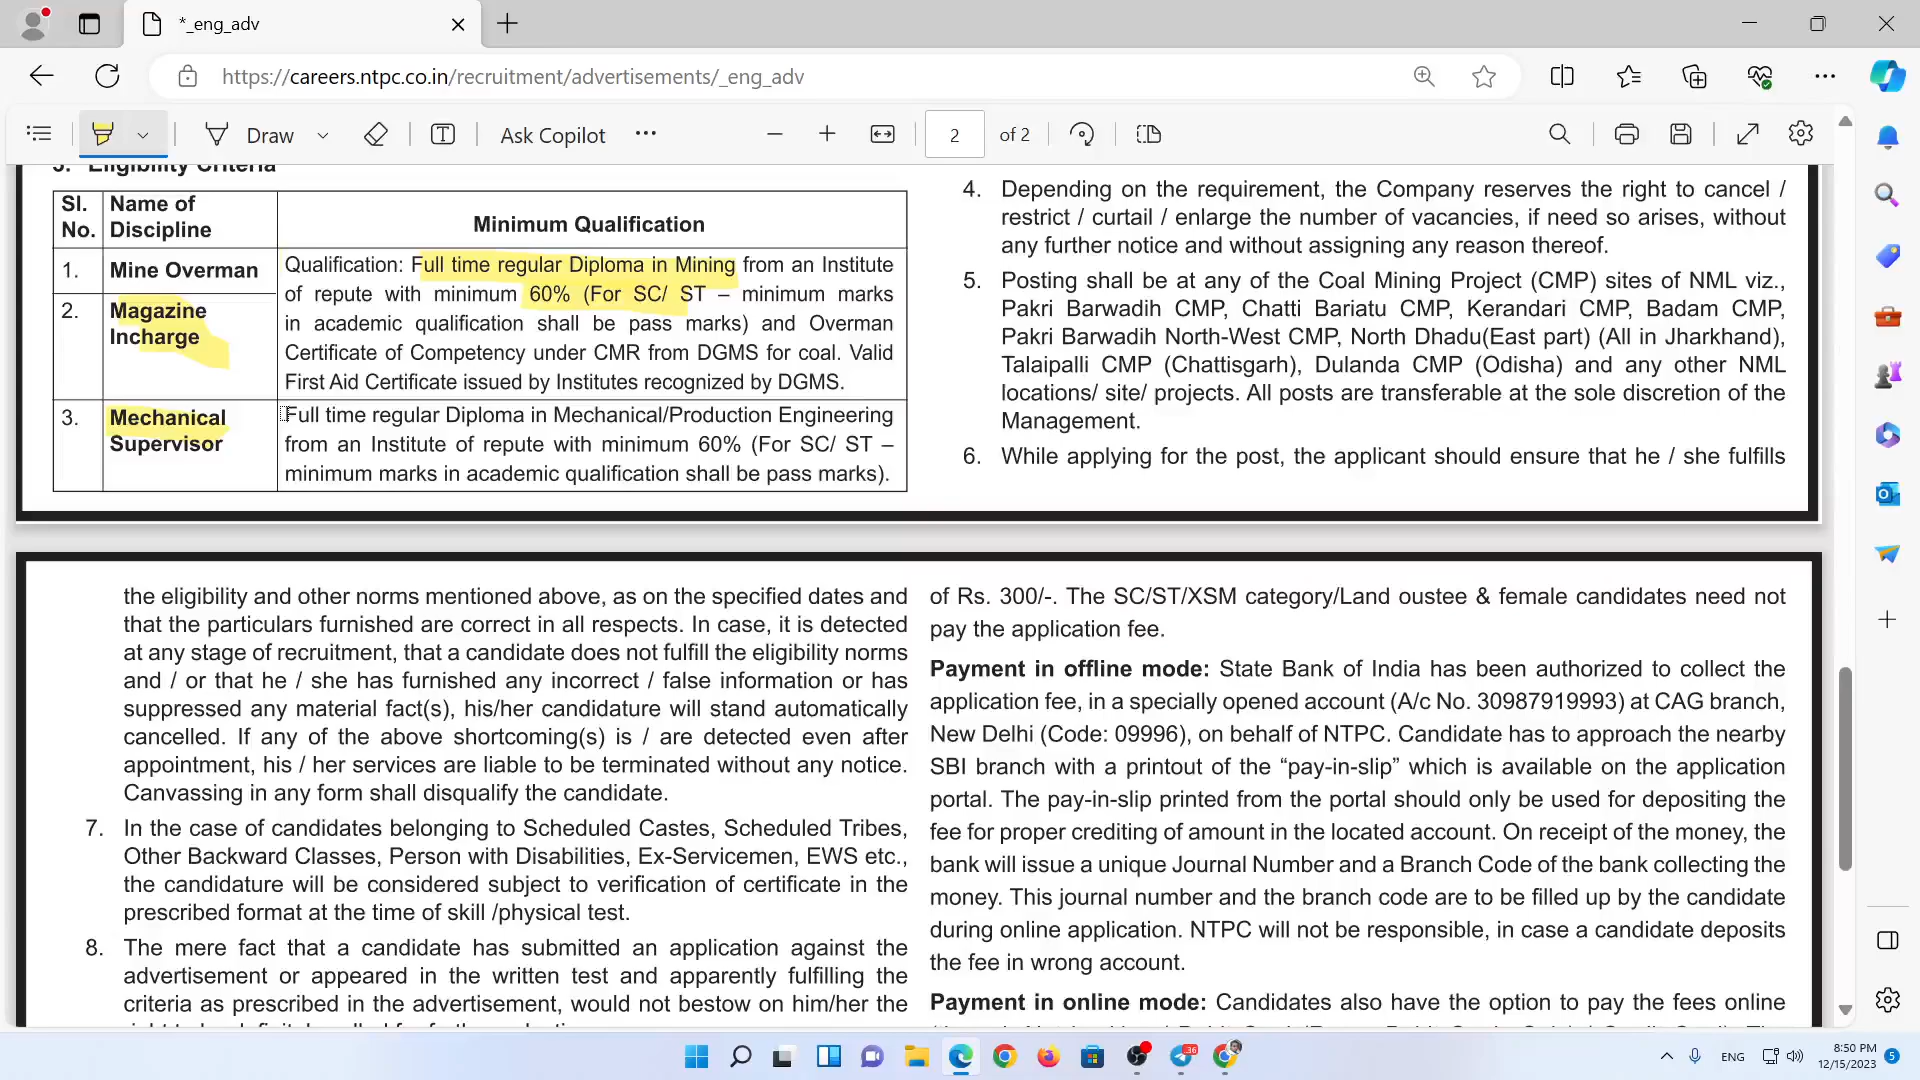 *_eng_adv
https://careers.ntpc.co.in/recruitment/advertisements/_eng_adv
Draw
Ask Copilot
2
of 2
3. Eligibility Criteria
Sl. No.
Name of Discipline
Minimum Qualification
1.
Mine Overman
Qualification: Full time regular Diploma in Mining from an Institute
of repute with minimum 60% (For SC/ ST – minimum marks
in academic qualification shall be pass marks) and Overman
Certificate of Competency under CMR from DGMS for coal. Valid
First Aid Certificate issued by Institutes recognized by DGMS.
2.
Magazine
Incharge
3.
Mechanical
Supervisor
Full time regular Diploma in Mechanical/Production Engineering
from an Institute of repute with minimum 60% (For SC/ ST –
minimum marks in academic qualification shall be pass marks).
4. Depending on the requirement, the Company reserves the right to cancel /
restrict / curtail / enlarge the number of vacancies, if need so arises, without
any further notice and without assigning any reason thereof.
5. Posting shall be at any of the Coal Mining Project (CMP) sites of NML viz.,
Pakri Barwadih CMP, Chatti Bariatu CMP, Kerandari CMP, Badam CMP,
Pakri Barwadih North-West CMP, North Dhadu(East part) (All in Jharkhand),
Talaipalli CMP (Chattisgarh), Dulanda CMP (Odisha) and any other NML
locations/ site/ projects. All posts are transferable at the sole discretion of the
Management.
6. While applying for the post, the applicant should ensure that he / she fulfills
the eligibility and other norms mentioned above, as on the specified dates and
that the particulars furnished are correct in all respects. In case, it is detected
at any stage of recruitment, that a candidate does not fulfill the eligibility norms
and / or that he / she has furnished any incorrect / false information or has
suppressed any material fact(s), his/her candidature will stand automatically
cancelled. If any of the above shortcoming(s) is / are detected even after
appointment, his / her services are liable to be terminated without any notice.
Canvassing in any form shall disqualify the candidate.
7. In the case of candidates belonging to Scheduled Castes, Scheduled Tribes,
Other Backward Classes, Person with Disabilities, Ex-Servicemen, EWS etc.,
the candidature will be considered subject to verification of certificate in the
prescribed format at the time of skill /physical test.
8. The mere fact that a candidate has submitted an application against the
advertisement or appeared in the written test and apparently fulfilling the
criteria as prescribed in the advertisement, would not bestow on him/her the
of Rs. 300/-. The SC/ST/XSM category/Land oustee & female candidates need not
pay the application fee.
Payment in offline mode: State Bank of India has been authorized to collect the
application fee, in a specially opened account (A/c No. 30987919993) at CAG branch,
New Delhi (Code: 09996), on behalf of NTPC. Candidate has to approach the nearby
SBI branch with a printout of the “pay-in-slip” which is available on the application
portal. The pay-in-slip printed from the portal should only be used for depositing the
fee for proper crediting of amount in the located account. On receipt of the money, the
bank will issue a unique Journal Number and a Branch Code of the bank collecting the
money. This journal number and the branch code are to be filled up by the candidate
during online application. NTPC will not be responsible, in case a candidate deposits
the fee in wrong account.
Payment in online mode: Candidates also have the option to pay the fees online
36
ENG
8:50 PM
12/15/2023
5